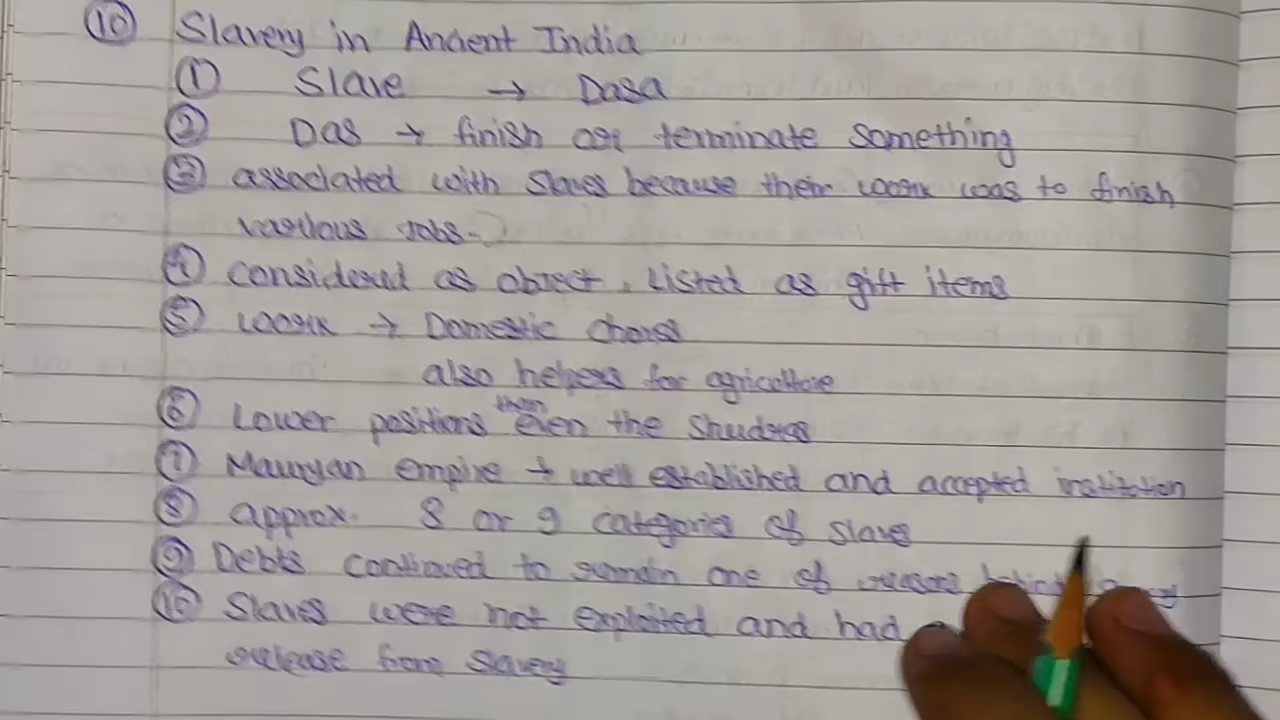 10 Slavery in Ancient India
1 Slave → Dasa
2 Das → finish or terminate something
3 associated with slaves because their work was to finish
various jobs.
4 considered as object, listed as gift items
5 work → Domestic chores
also helpers for agriculture
than
6 Lower positions even the Shudras
7 Mauryan empire → well established and accepted institution
8 approx. 8 or 9 categories of slaves
9 Debts continued to remain one of reasons behind
10 Slaves were not exploited and had
release from slavery